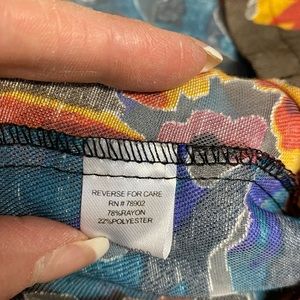 REVERSE FOR CARE
RN # 78902
78%RAYON
22%POLYESTER